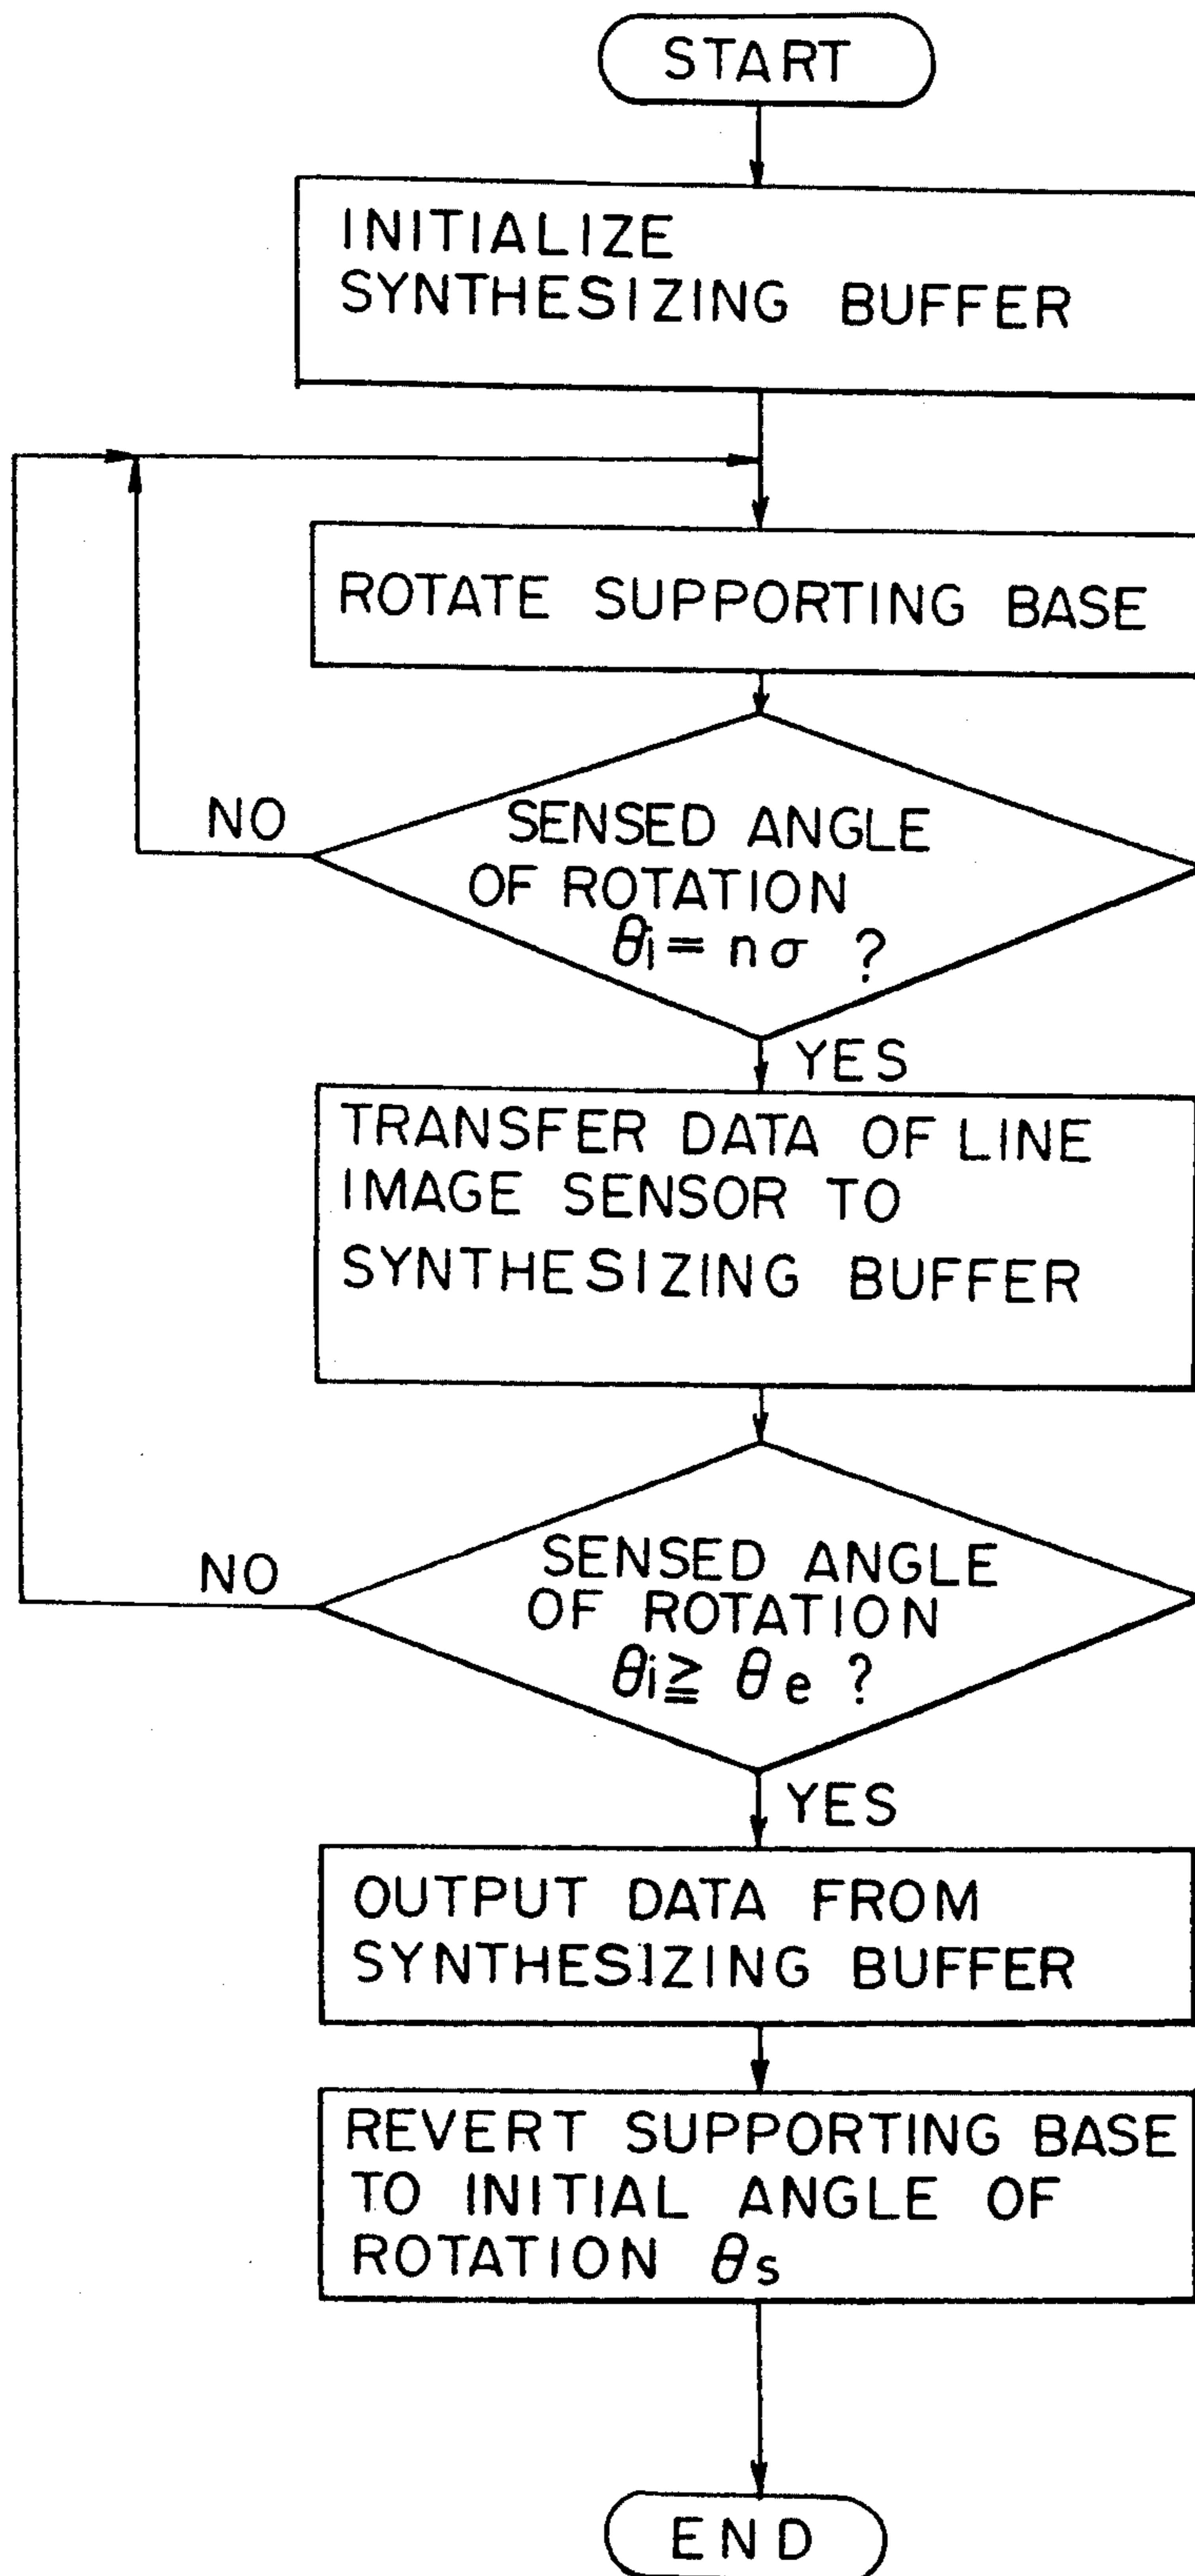 START
INITIALIZE
SYNTHESIZING BUFFER
ROTATE SUPPORTING BASE
NO
SENSED ANGLE
OF ROTATION
θi = nσ ?
YES
TRANSFER DATA OF LINE
IMAGE SENSOR TO
SYNTHESIZING BUFFER
NO
SENSED ANGLE
OF ROTATION
θi ≧ θe ?
YES
OUTPUT DATA FROM
SYNTHESIZING BUFFER
REVERT SUPPORTING BASE
TO INITIAL ANGLE OF
ROTATION θs
END